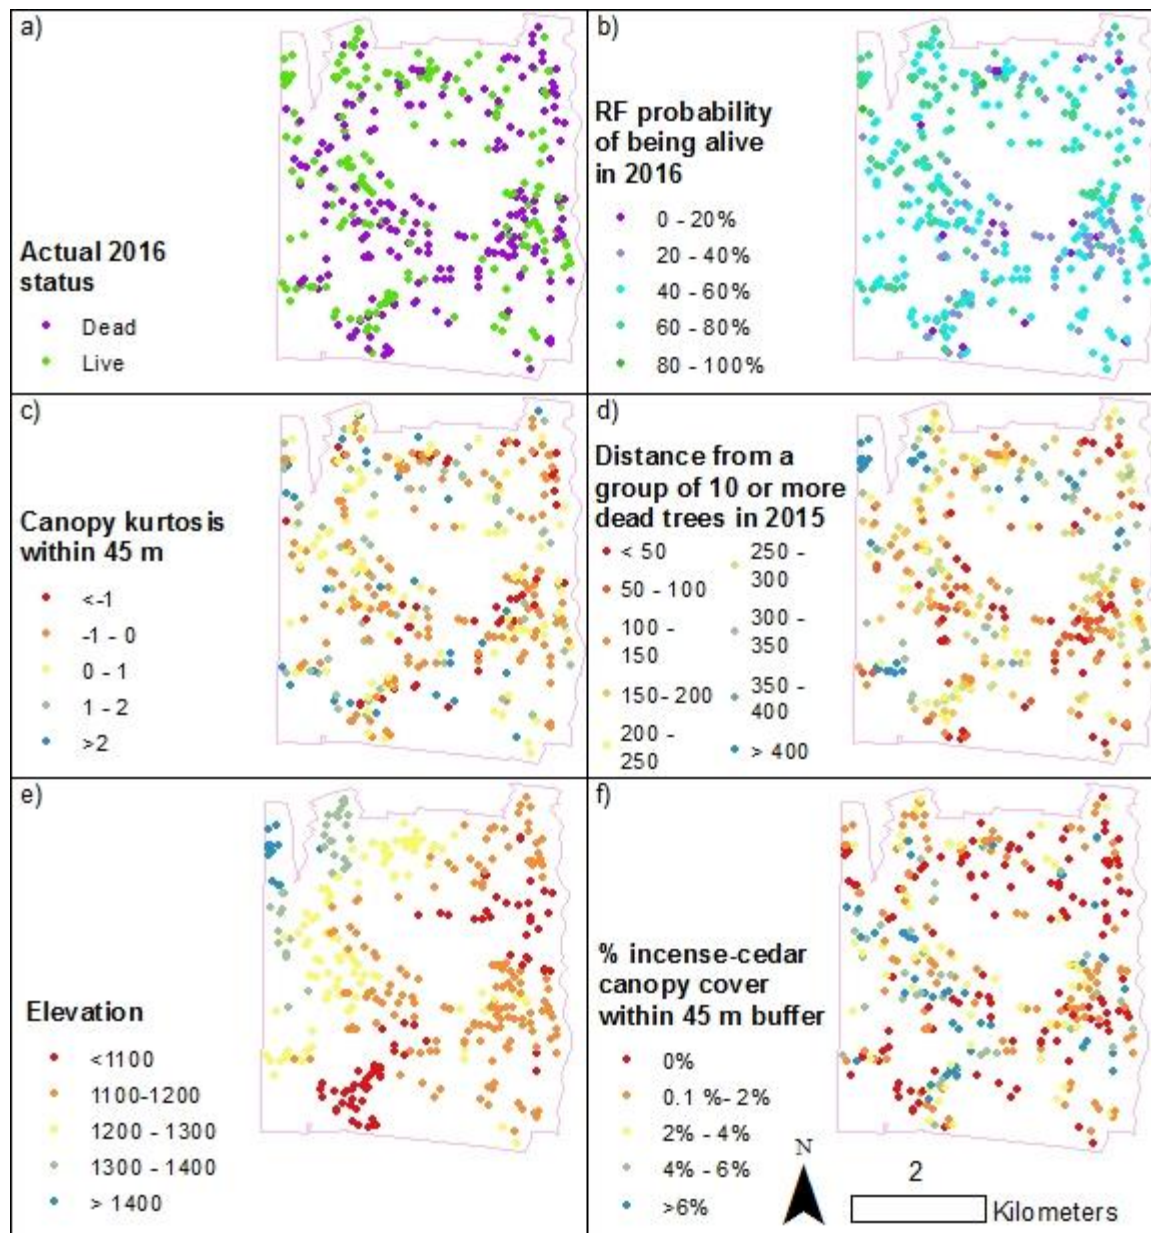 a)
Actual 2016
status
Dead
Live
b)
RF probability
of being alive
in 2016
0 - 20%
20 - 40%
40 - 60%
60 - 80%
80 - 100%
c)
Canopy kurtosis
within 45 m
<-1
-1 - 0
0 - 1
1 - 2
>2
d)
Distance from a
group of 10 or more
dead trees in 2015
< 50
50 - 100
100 -
150
150- 200
200 -
250
250 -
300
300 -
350
350 -
400
> 400
e)
Elevation
<1100
1100-1200
1200 - 1300
1300 - 1400
> 1400
f)
% incense-cedar
canopy cover
within 45 m buffer
0%
0.1 %- 2%
2% - 4%
4% - 6%
>6%
N
2
Kilometers